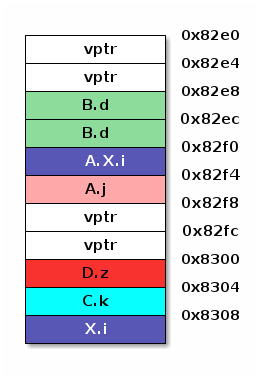 0x82e0
vptr
0x82e4
vptr
0x82e8
B.d
0x82ec
B.d
0x82f0
A.X.i
0x82f4
A.j
0x82f8
vptr
0x82fc
vptr
0x8300
D.z
0x8304
C.k
0x8308
X.i